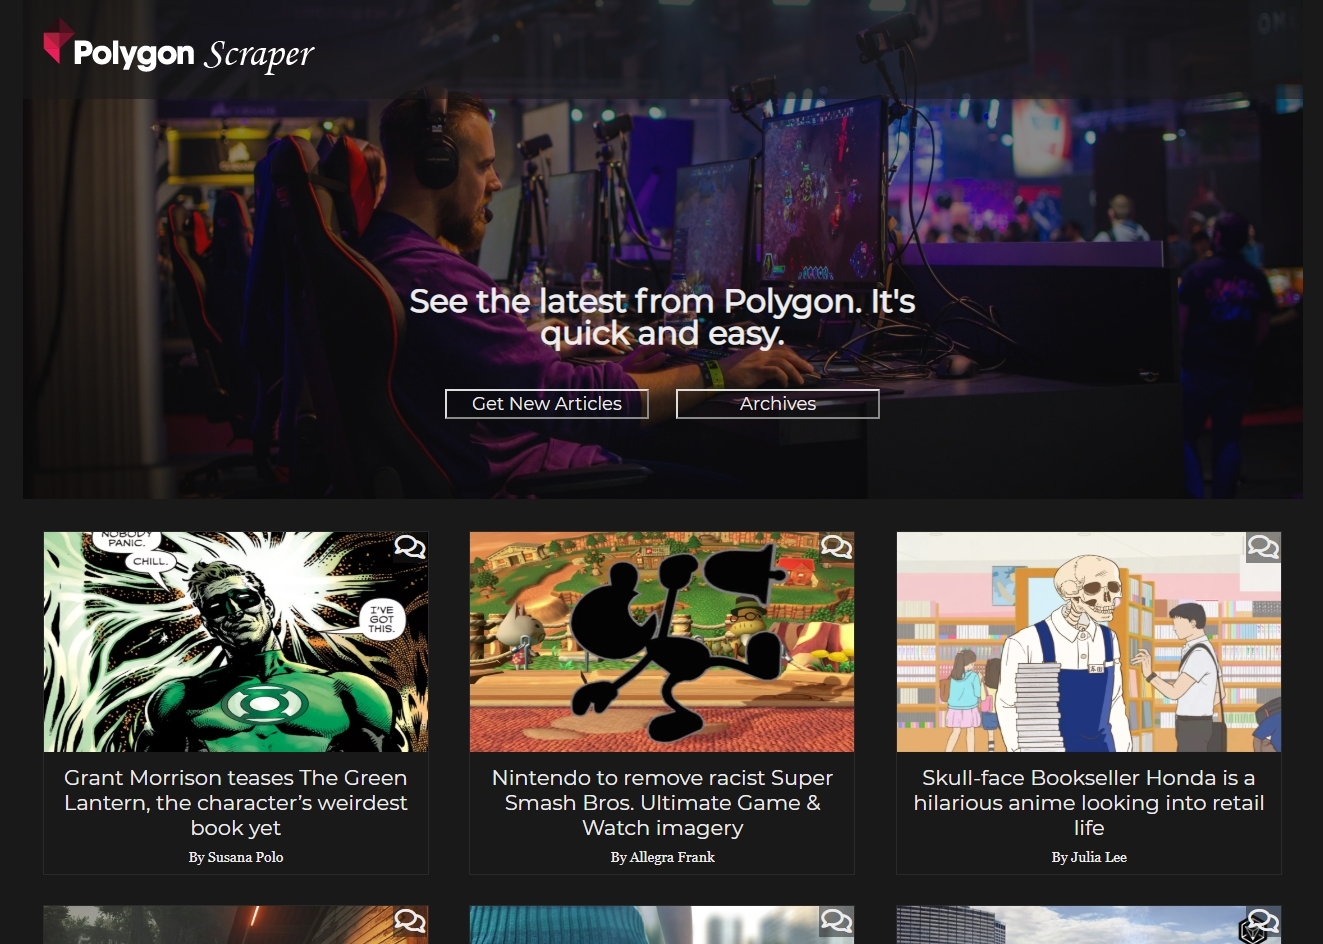 Polygon Scraper
See the latest from Polygon. It's
quick and easy.
Get New Articles
Archives
NOBODY
PANIC.
CHILL.
I'VE
GOT
THIS.
Grant Morrison teases The Green
Lantern, the character’s weirdest
book yet
By Susana Polo
Nintendo to remove racist Super
Smash Bros. Ultimate Game &
Watch imagery
By Allegra Frank
Skull-face Bookseller Honda is a
hilarious anime looking into retail
life
By Julia Lee